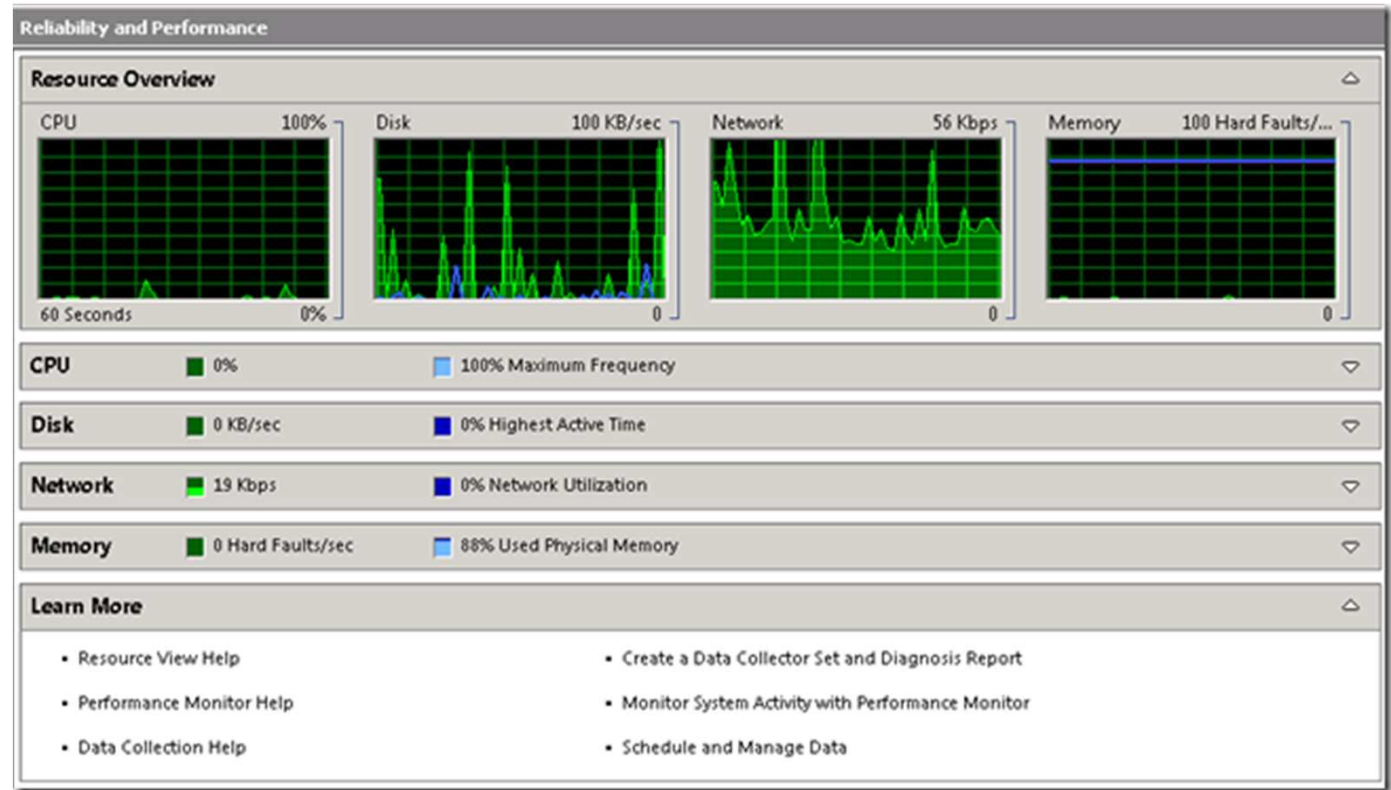 Reliability and Performance
Resource Overview
CPU 100%
Disk 100 KB/sec
Network 56 Kbps
Memory 100 Hard Faults/...
60 Seconds 0%
0
0
0
CPU 0% 100% Maximum Frequency
Disk 0 KB/sec 0% Highest Active Time
Network 19 Kbps 0% Network Utilization
Memory 0 Hard Faults/sec 88% Used Physical Memory
Learn More
▪ Resource View Help
▪ Create a Data Collector Set and Diagnosis Report
▪ Performance Monitor Help
▪ Monitor System Activity with Performance Monitor
▪ Data Collection Help
▪ Schedule and Manage Data